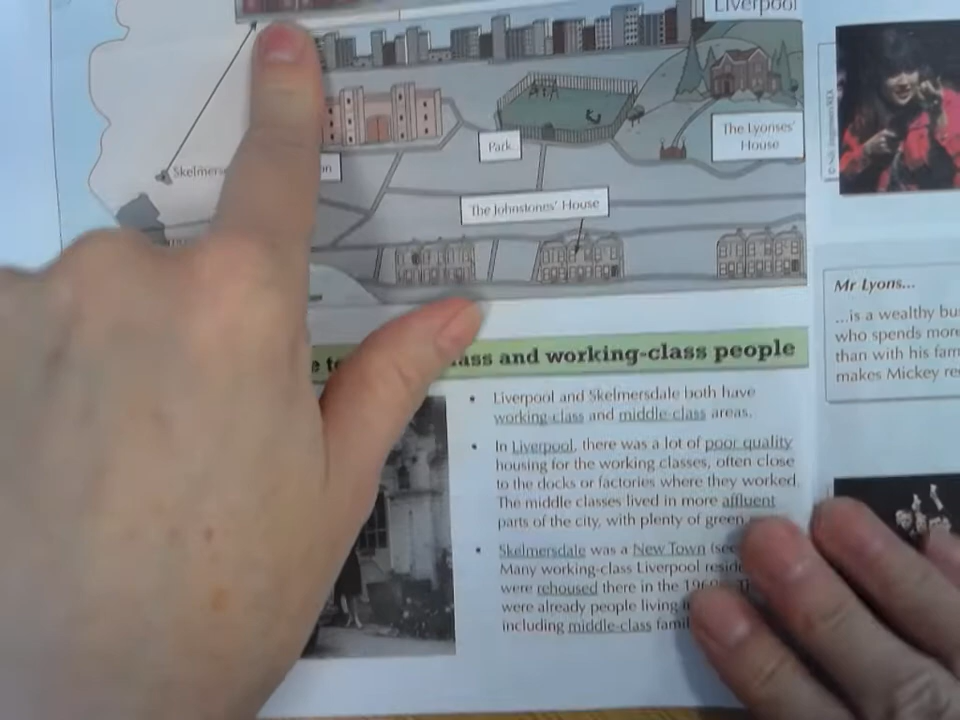 Liverpool
The Lyonses'
House
Park
The Johnstones' House
class and working-class people
Liverpool and Skelmersdale both have
working-class and middle-class areas.
In Liverpool, there was a lot of poor quality
housing for the working classes, often close
to the docks or factories where they worked.
The middle classes lived in more affluent
parts of the city, with plenty of green
Skelmersdale was a New Town (see
Many working-class Liverpool
were rehoused there in the
were already people living
including middle-class
Mr Lyons...
...is a wealthy
who spends more
than with his
makes Mickey